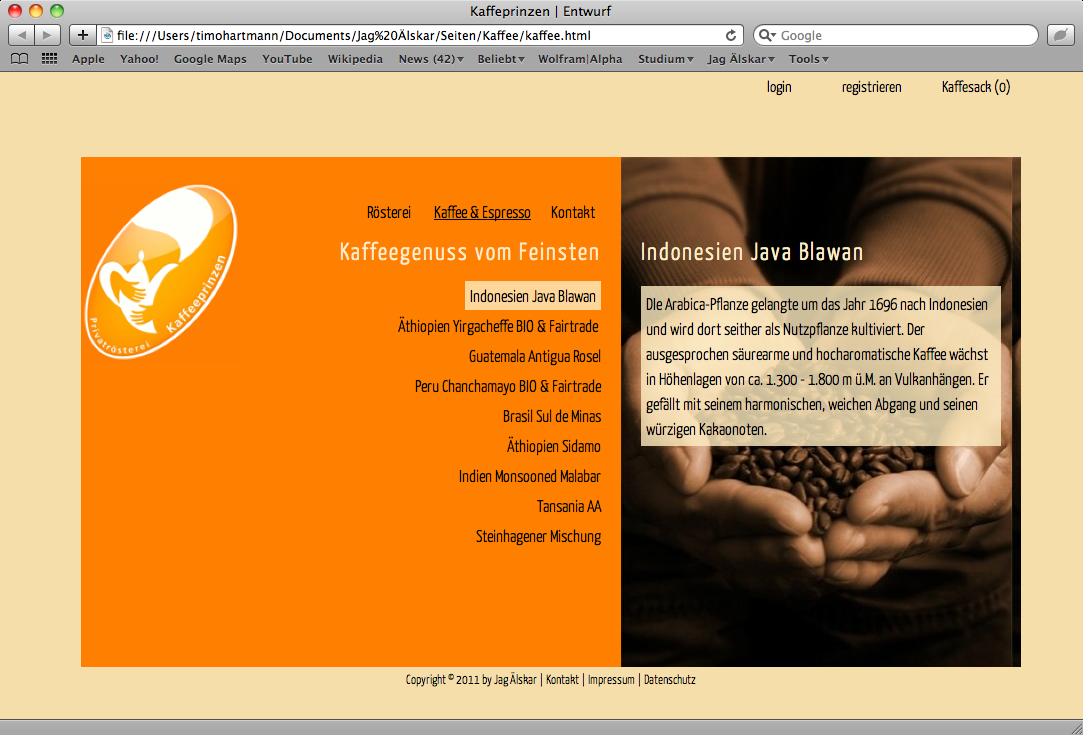 Kaffeprinzen | Entwurf
file:///Users/timohartmann/Documents/Jag%20Älskar/Seiten/Kaffee/kaffee.html
Google
Apple Yahoo! Google Maps YouTube Wikipedia News (42) Beliebt Wolfram|Alpha Studium Jag Älskar Tools
login registrieren Kaffesack (0)
Privatrösterei Kaffeeprinzen
Rösterei Kaffee & Espresso Kontakt
Kaffeegenuss vom Feinsten
Indonesien Java Blawan
Äthiopien Yirgacheffe BIO & Fairtrade
Guatemala Antigua Rosel
Peru Chanchamayo BIO & Fairtrade
Brasil Sul de Minas
Äthiopien Sidamo
Indien Monsooned Malabar
Tansania AA
Steinhagener Mischung
Indonesien Java Blawan
DIe Arabica-Pflanze gelangte um das Jahr 1696 nach Indonesien
und wird dort seither als Nutzpflanze kultiviert. Der
ausgesprochen säurearme und hocharomatische Kaffee wächst
in Höhenlagen von ca. 1.300 - 1.800 m ü.M. an Vulkanhängen. Er
gefällt mit seinem harmonischen, weichen Abgang und seinen
würzigen Kakaonoten.
Copyright © 2011 by Jag Älskar | Kontakt | Impressum | Datenschutz